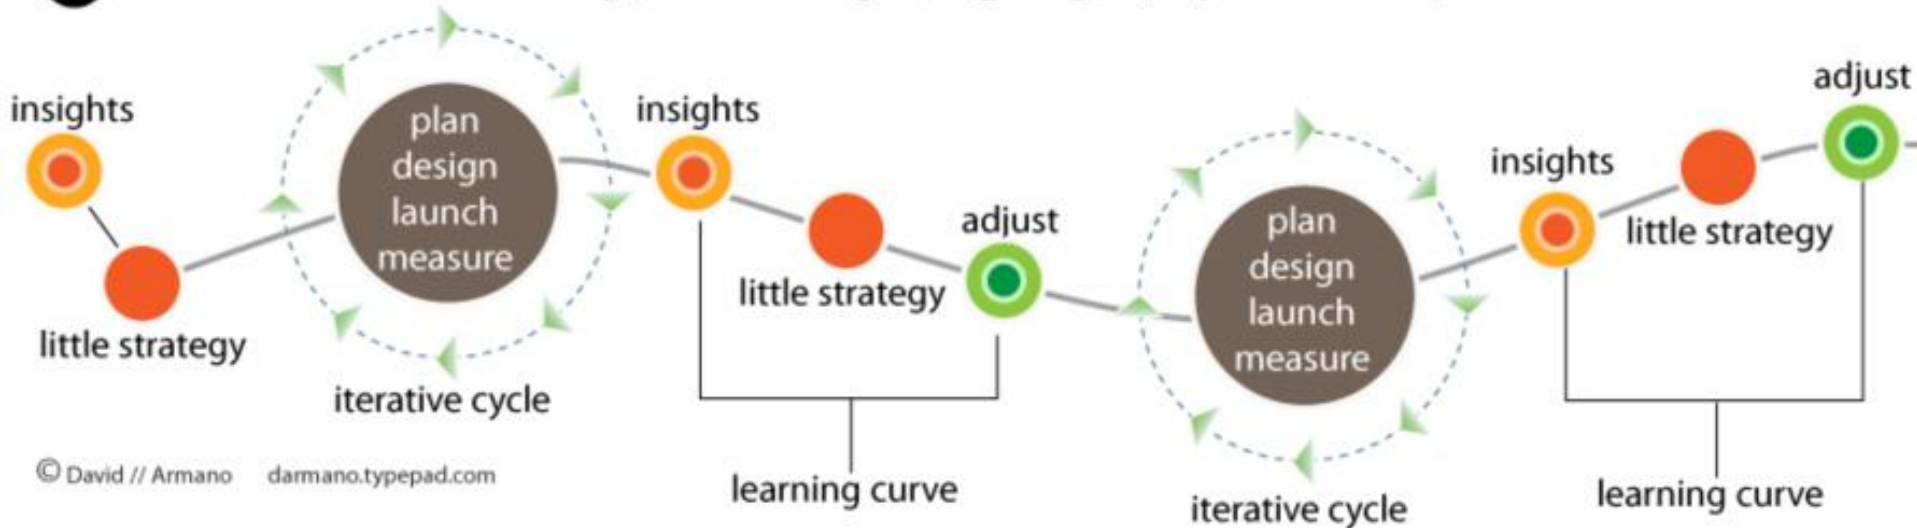 insights
little strategy
plan
design
launch
measure
iterative cycle
insights
little strategy
adjust
learning curve
plan
design
launch
measure
iterative cycle
insights
little strategy
adjust
learning curve
© David // Armano darmano.typepad.com